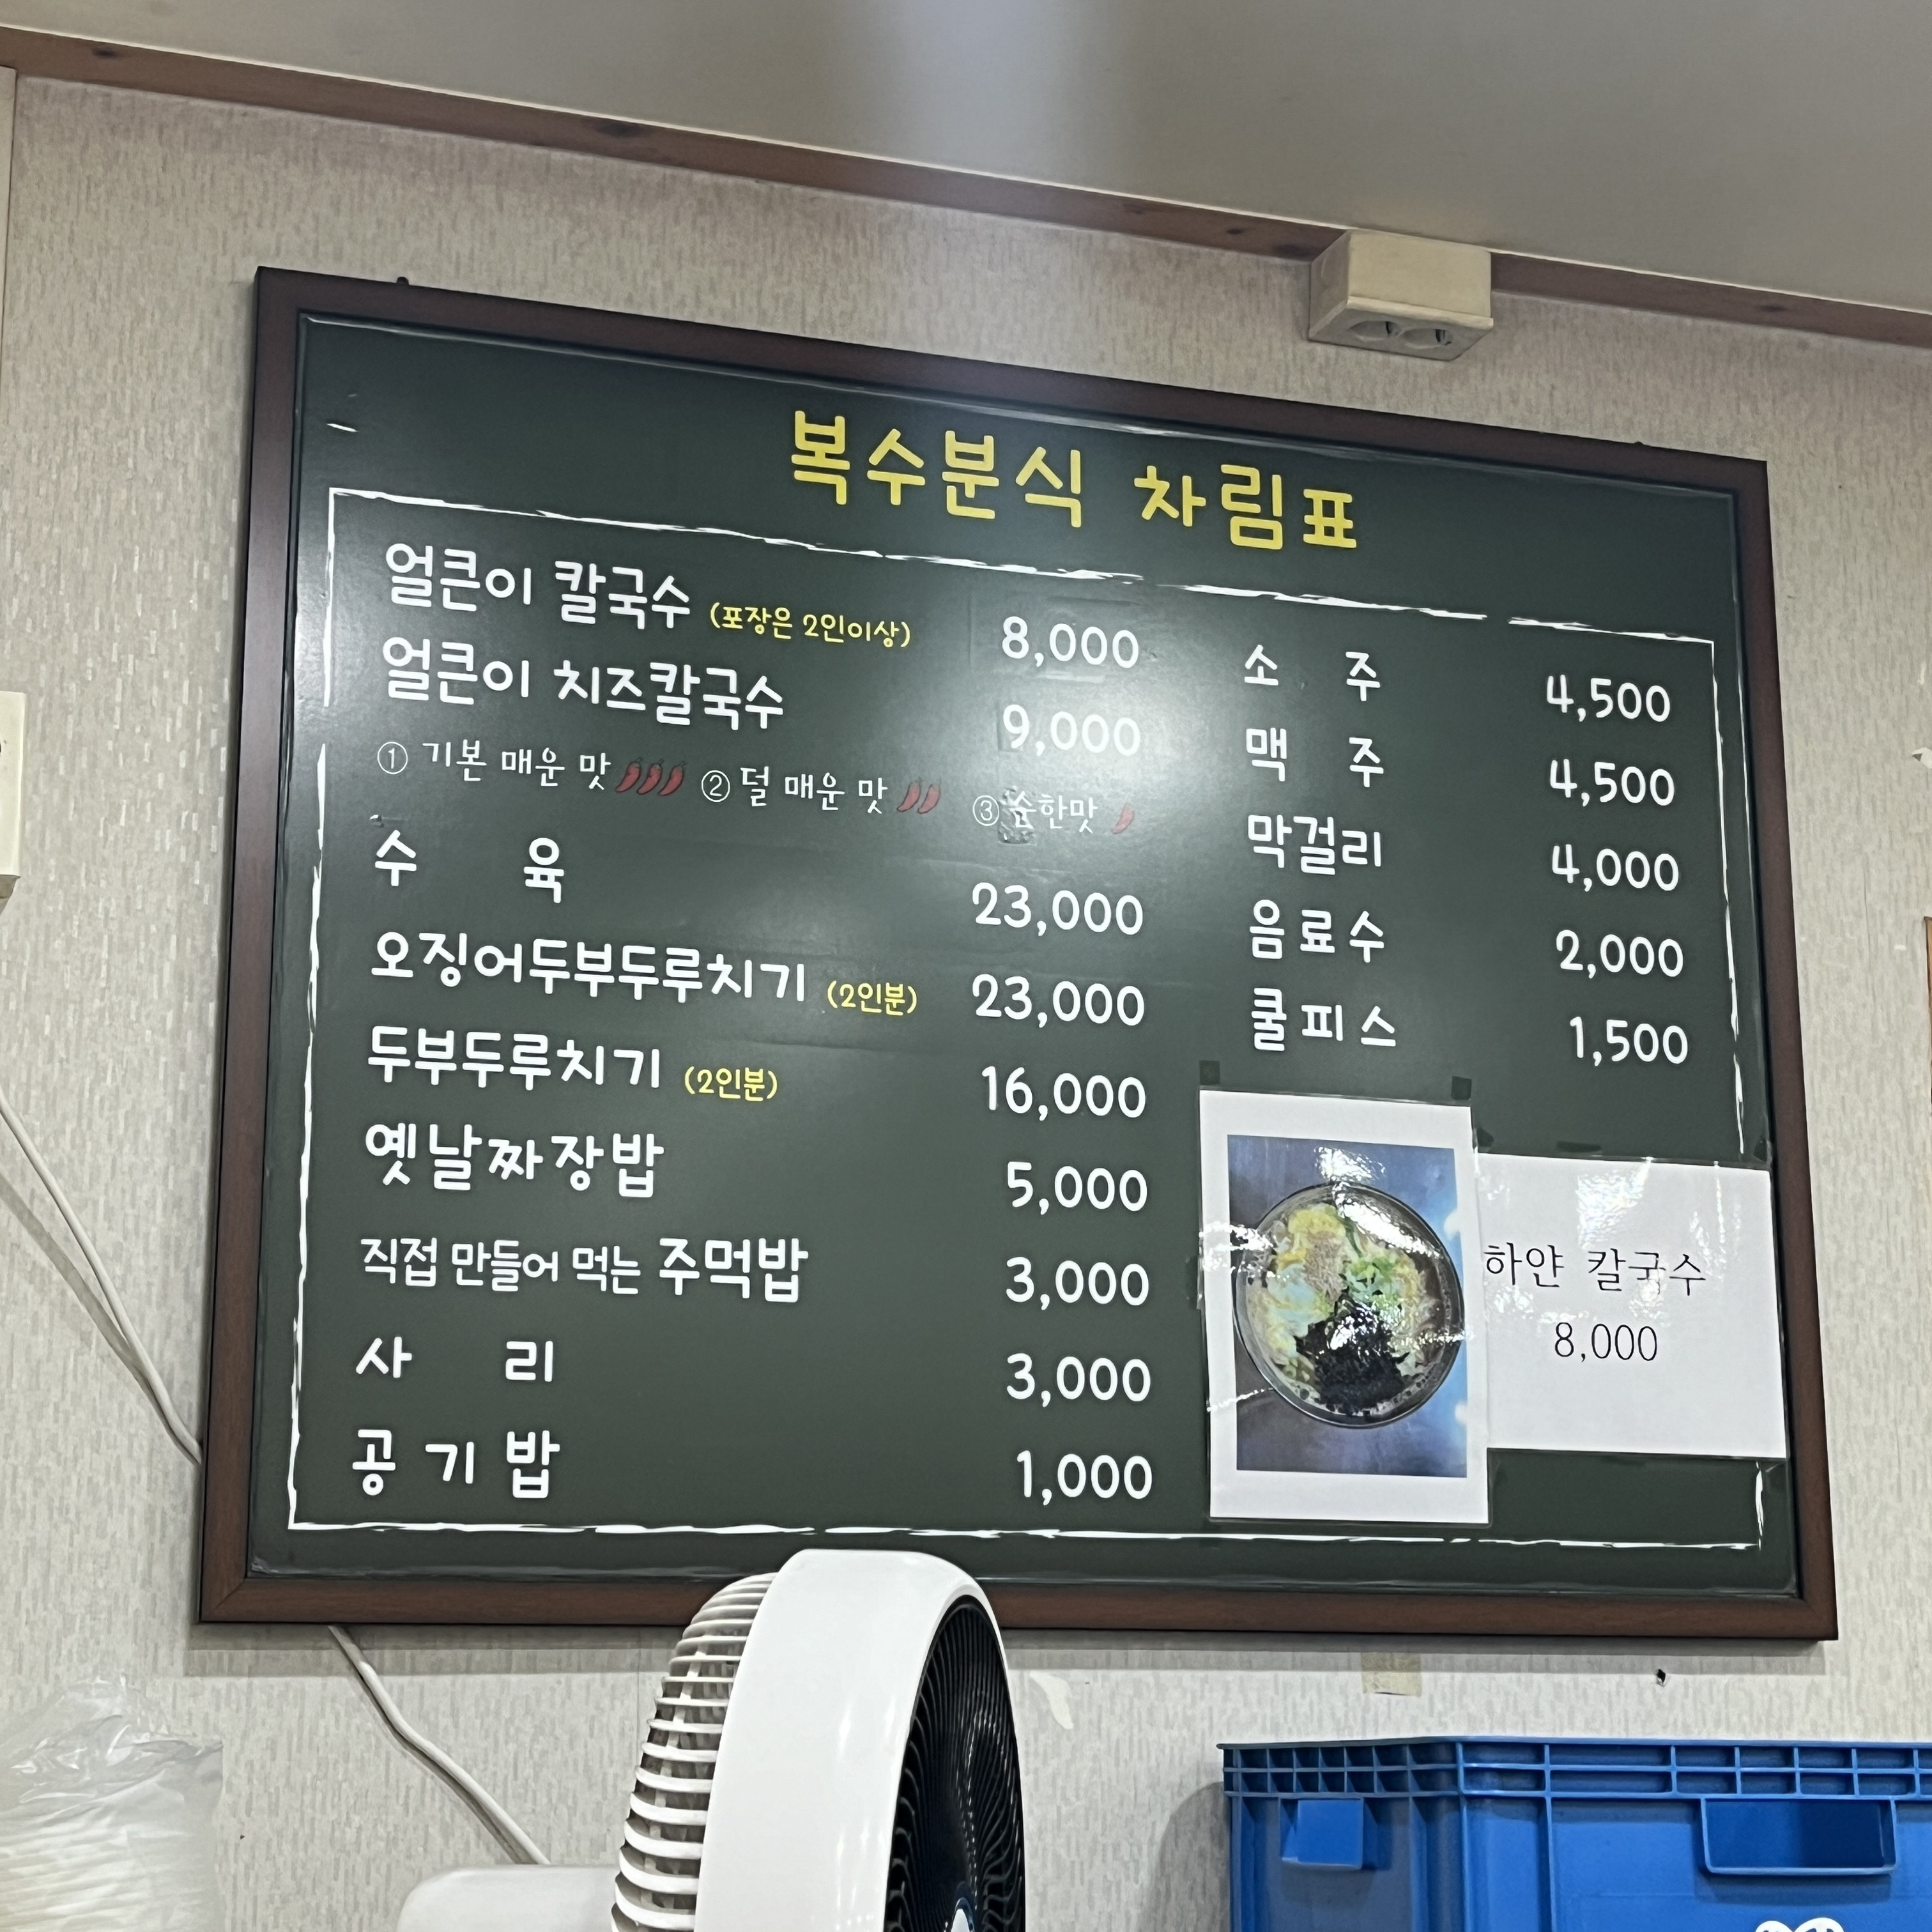 복수분식 차림표
얼큰이 칼국수 (포장은 2인이상) 8,000
얼큰이 치즈칼국수 9,000
① 기본 매운 맛 ② 덜 매운 맛 ③ 순한맛
수 육 23,000
오징어두부두루치기 (2인분) 23,000
두부두루치기 (2인분) 16,000
옛날짜장밥 5,000
직접 만들어 먹는 주먹밥 3,000
사 리 3,000
공 기 밥 1,000
소 주 4,500
맥 주 4,500
막걸리 4,000
음료수 2,000
쿨피스 1,500
하얀 칼국수
8,000